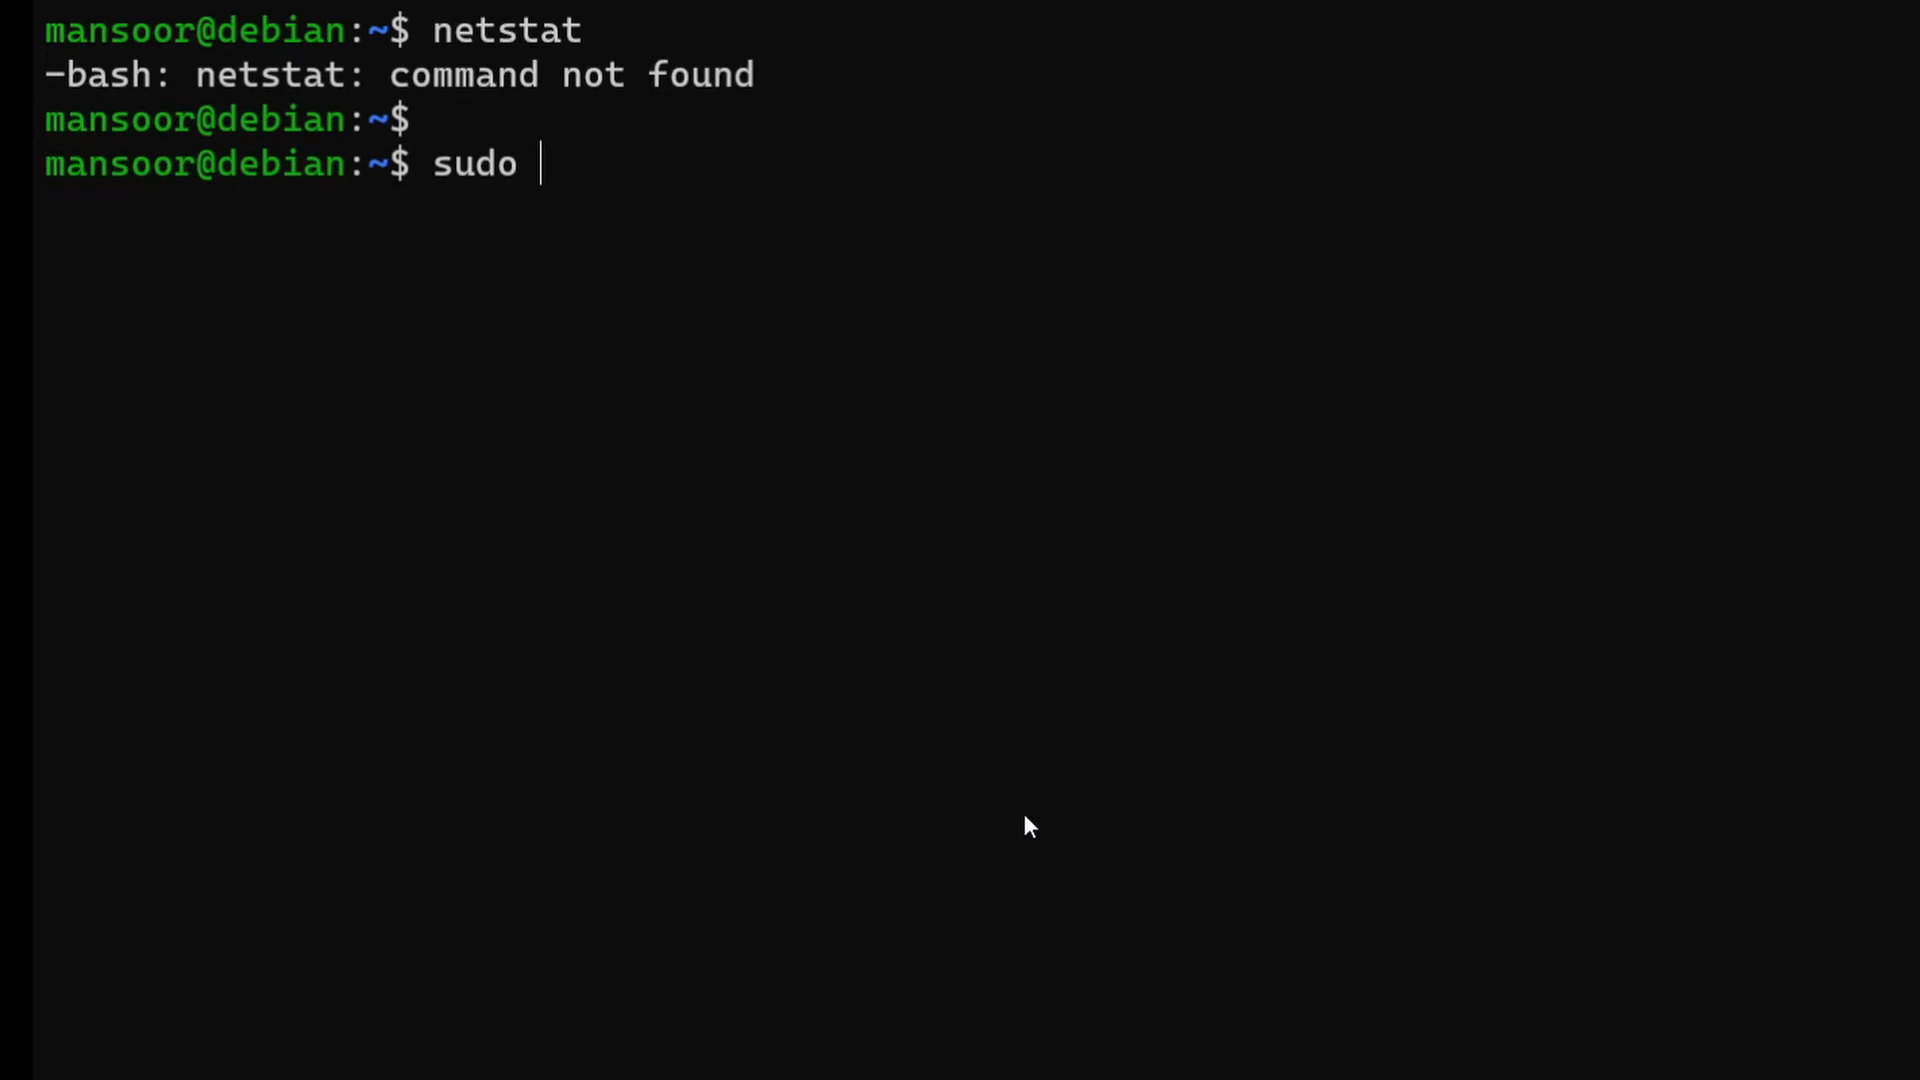 mansoor@debian:~$ netstat
-bash: netstat: command not found
mansoor@debian:~$
mansoor@debian:~$ sudo